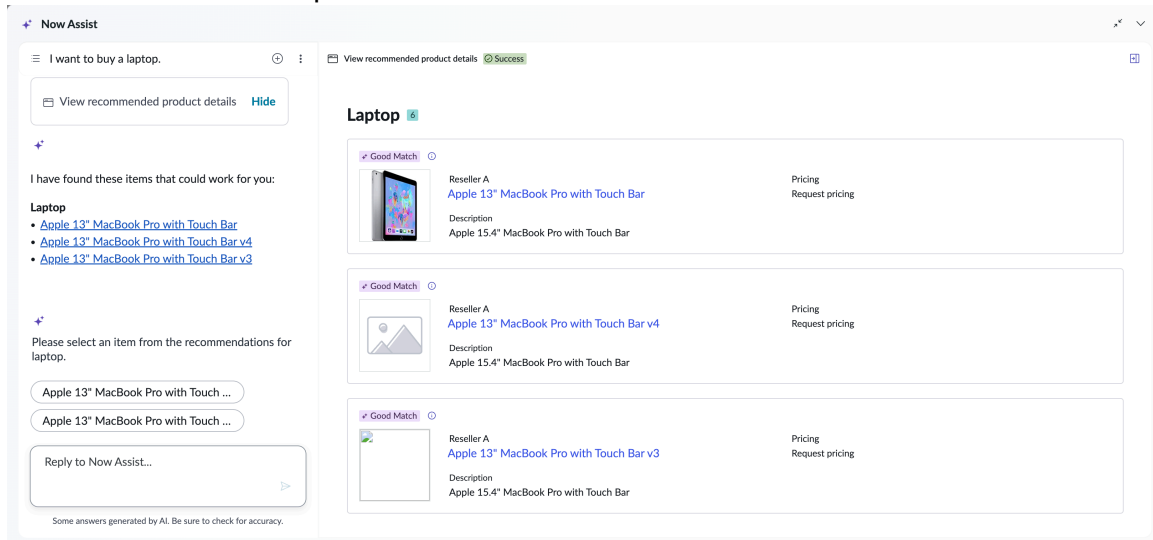 Now Assist
I want to buy a laptop.
View recommended product details Hide
I have found these items that could work for you:
Laptop
• Apple 13" MacBook Pro with Touch Bar
• Apple 13" MacBook Pro with Touch Bar v4
• Apple 13" MacBook Pro with Touch Bar v3
Please select an item from the recommendations for
laptop.
Apple 13" MacBook Pro with Touch ...
Apple 13" MacBook Pro with Touch ...
Reply to Now Assist...
Some answers generated by AI. Be sure to check for accuracy.
View recommended product details Success
Laptop 6
Good Match
Reseller A
Apple 13" MacBook Pro with Touch Bar
Description
Apple 15.4" MacBook Pro with Touch Bar
Pricing
Request pricing
Good Match
Reseller A
Apple 13" MacBook Pro with Touch Bar v4
Description
Apple 15.4" MacBook Pro with Touch Bar
Pricing
Request pricing
Good Match
Reseller A
Apple 13" MacBook Pro with Touch Bar v3
Description
Apple 15.4" MacBook Pro with Touch Bar
Pricing
Request pricing